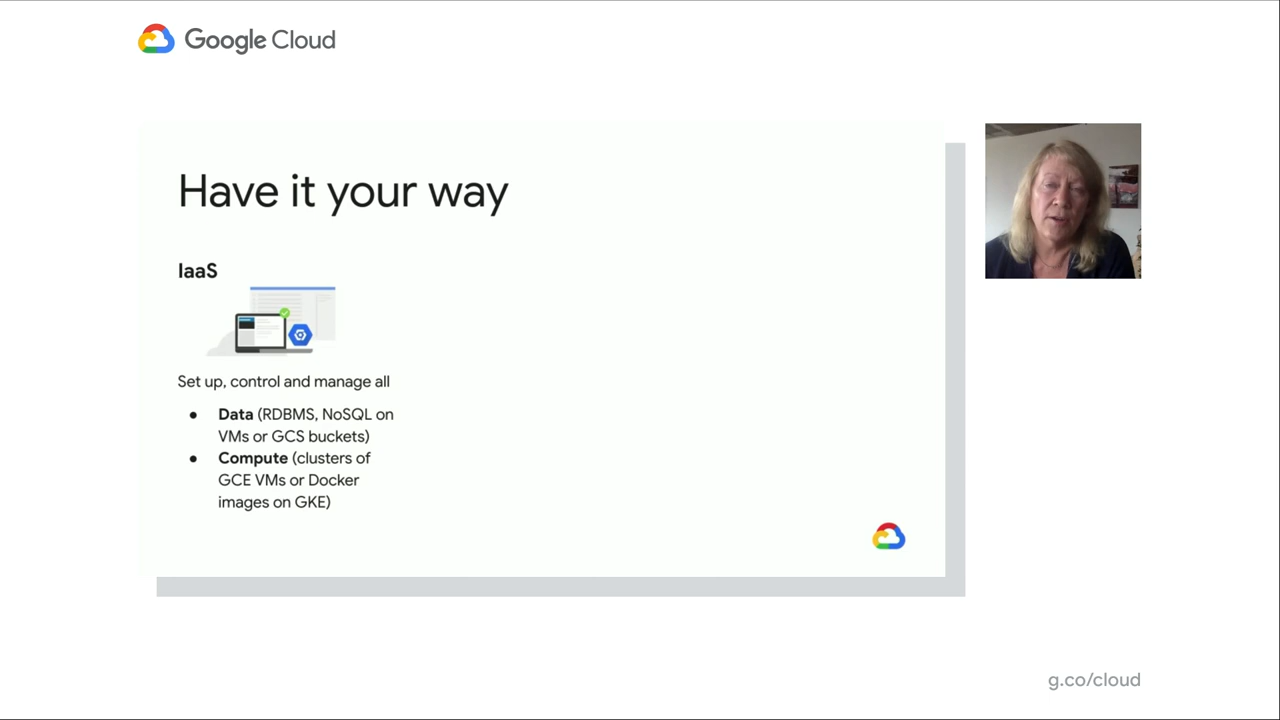 Google Cloud
Have it your way
IaaS
Set up, control and manage all
● Data (RDBMS, NoSQL on
VMs or GCS buckets)
● Compute (clusters of
GCE VMs or Docker
images on GKE)
g.co/cloud